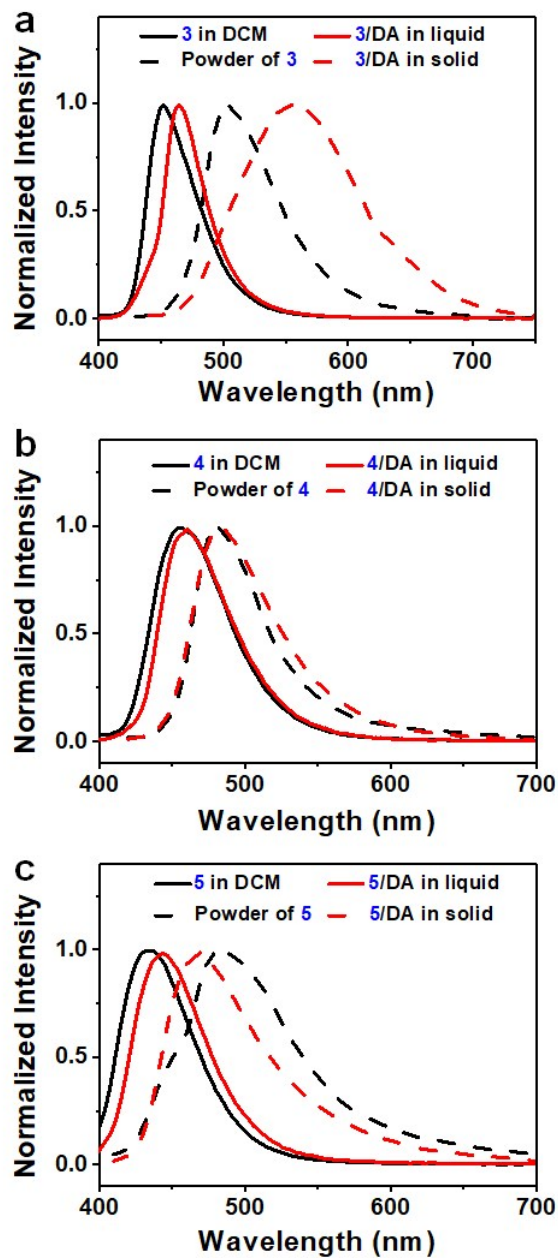 a
3 in DCM 3/DA in liquid
Powder of 3 3/DA in solid
1.0
0.5
0.0
Normalized Intensity
400 500 600 700
Wavelength (nm)
b
4 in DCM 4/DA in liquid
Powder of 4 4/DA in solid
1.0
0.5
0.0
Normalized Intensity
400 500 600 700
Wavelength (nm)
c
5 in DCM 5/DA in liquid
Powder of 5 5/DA in solid
1.0
0.5
0.0
Normalized Intensity
400 500 600 700
Wavelength (nm)